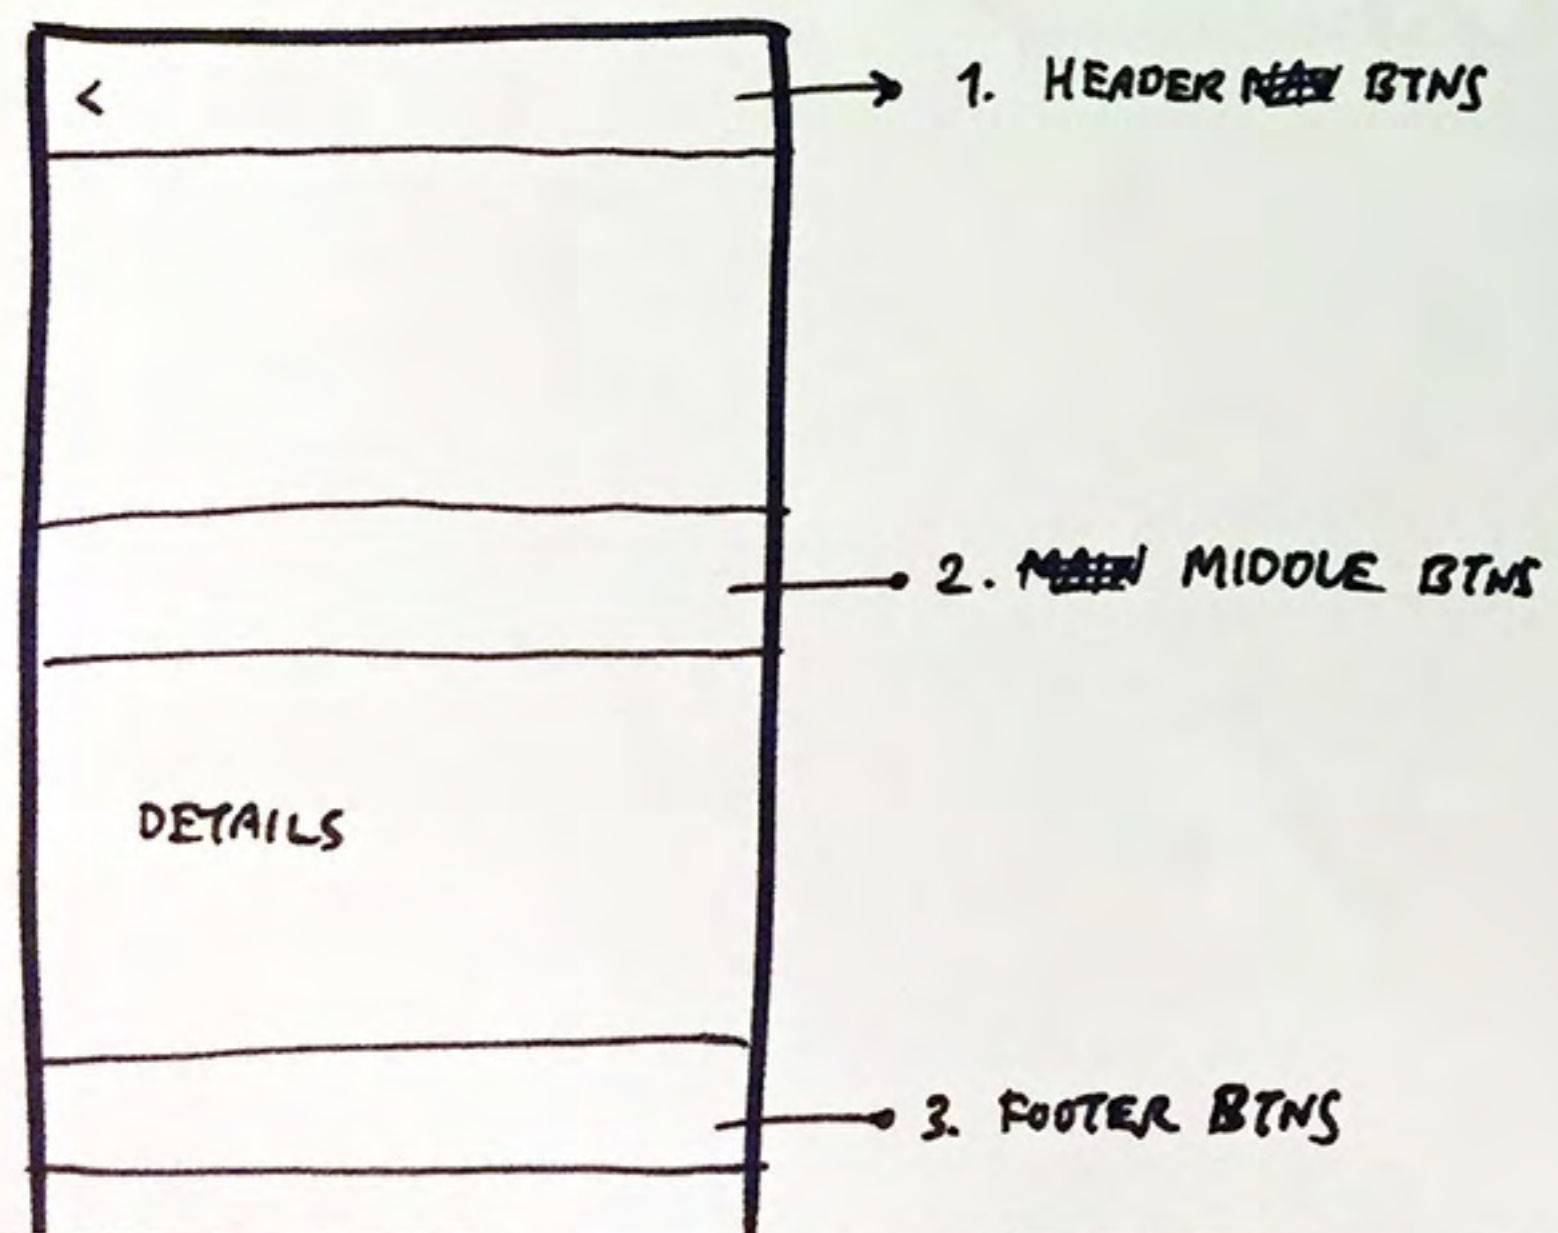 <
1. HEADER BTNS
2. MIDDLE BTNS
DETAILS
3. FOOTER BTNS